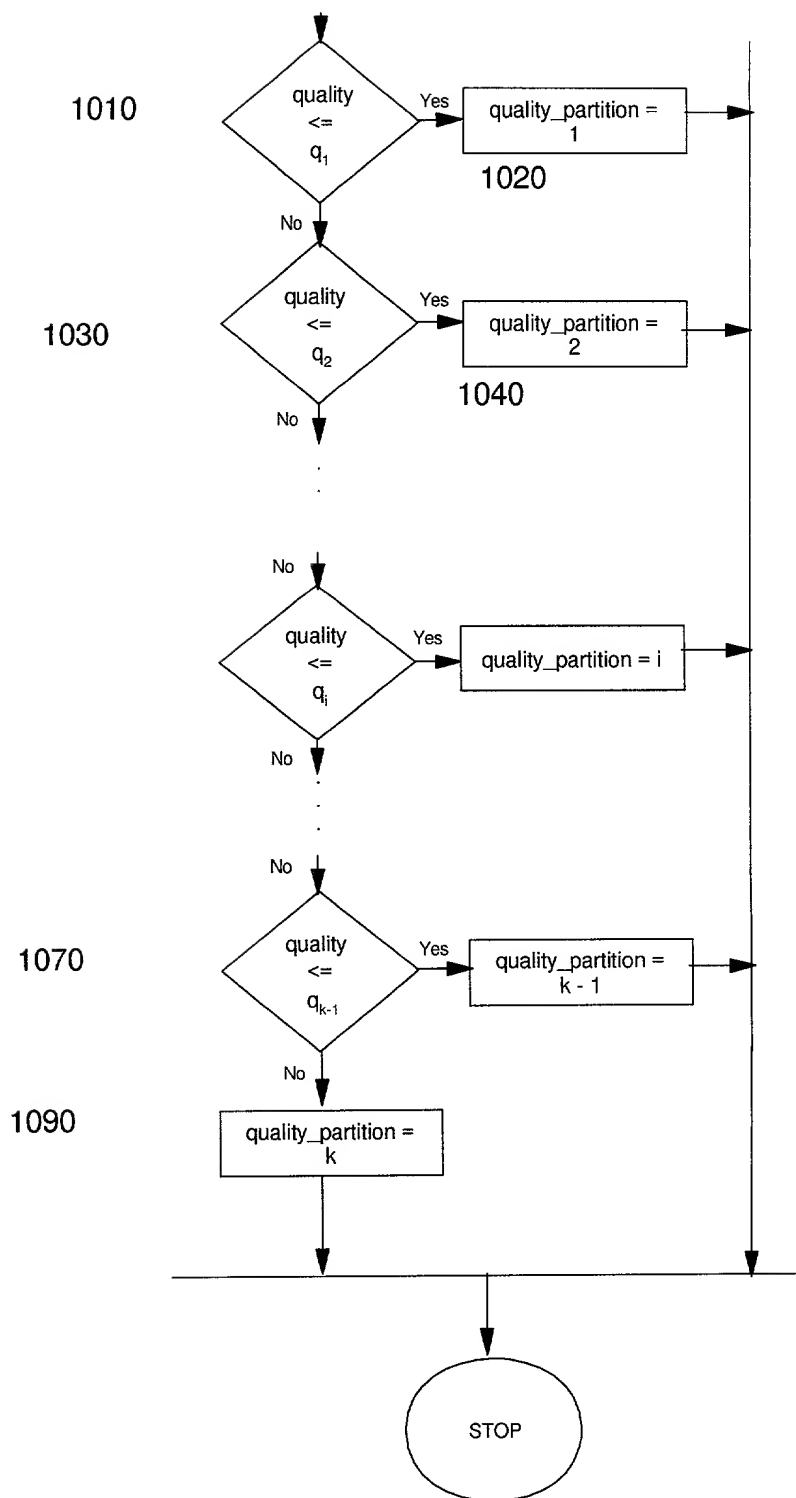 1010
quality
<=
q₁
Yes
quality_partition =
1
1020
No
1030
quality
<=
q₂
Yes
quality_partition =
2
1040
No
No
quality
<=
qᵢ
Yes
quality_partition = i
No
No
1070
quality
<=
qₖ₋₁
Yes
quality_partition =
k - 1
No
1090
quality_partition =
k
STOP